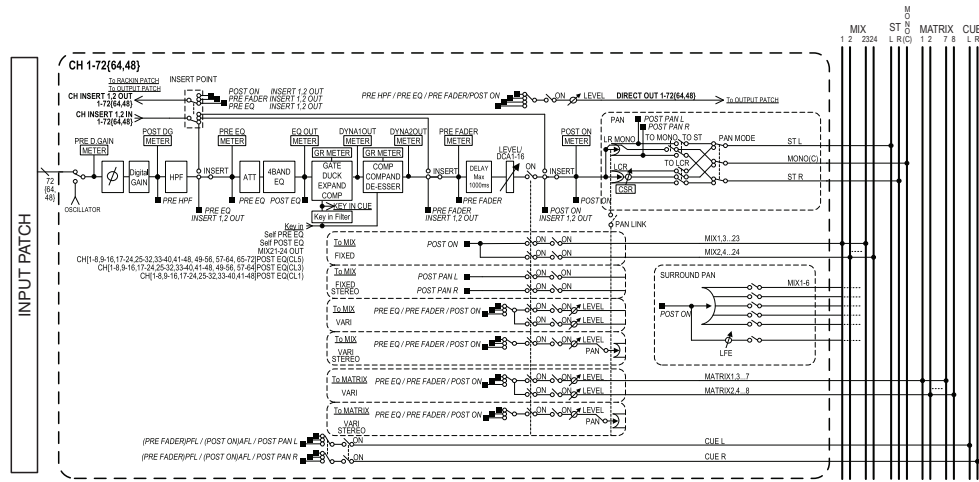 MIX
ST
MONO(C)
MATRIX
CUE
1 2
2324
L R
1 2
7 8
L R
INPUT PATCH
CH 1-72{64,48}
To RACKIN PATCH
To OUTPUT PATCH
INSERT POINT
CH INSERT 1,2 OUT
1-72{64,48}
CH INSERT 1,2 IN
1-72{64,48}
POST ON INSERT 1,2 OUT
PRE FADER INSERT 1,2 OUT
PRE EQ INSERT 1,2 OUT
PRE HPF / PRE EQ / PRE FADER/POST ON
ON
LEVEL
DIRECT OUT 1-72{64,48}
To OUTPUT PATCH
PRE D.GAIN
METER
POST DG
METER
PRE EQ
METER
EQ OUT
METER
DYNA1OUT
METER
DYNA2OUT
METER
PRE FADER
METER
LEVEL/
DCA1-16
ON
POST ON
METER
PAN
POST PAN L
POST PAN R
LR MONO
TO MONO
TO ST
PAN MODE
LCR
TO LCR
CSR
ST L
MONO(C)
ST R
72
{64,
48}
OSCILLATOR
Ø
Digital
GAIN
HPF
INSERT
ATT
4BAND
EQ
GR METER
GATE
DUCK
EXPAND
COMP
GR METER
COMP
COMPAND
DE-ESSER
INSERT
DELAY
Max
1000ms
INSERT
PRE HPF
PRE EQ
INSERT 1,2 OUT
PRE EQ
POST EQ
KEY IN CUE
Key in Filter
PRE FADER
INSERT 1,2 OUT
PRE FADER
POST ON
INSERT 1,2 OUT
POST ON
PAN LINK
Key in
Self PRE EQ
Self POST EQ
MIX21-24 OUT
CH[1-8,9-16,17-24,25-32,33-40,41-48, 49-56, 57-64, 65-72]POST EQ(CL5)
CH[1-8,9-16,17-24,25-32,33-40,41-48, 49-56, 57-64]POST EQ(CL3)
CH[1-8,9-16,17-24,25-32,33-40,41-48]POST EQ(CL1)
To MIX
FIXED
POST ON
ON
ON
MIX1,3...23
ON
ON
MIX2,4...24
To MIX
FIXED
STEREO
POST PAN L
ON
ON
POST PAN R
ON
ON
SURROUND PAN
POST ON
LFE
MIX1-6
To MIX
VARI
PRE EQ / PRE FADER / POST ON
ON
ON
LEVEL
ON
ON
LEVEL
To MIX
VARI
STEREO
PRE EQ / PRE FADER / POST ON
ON
ON
LEVEL
PAN
To MATRIX
VARI
PRE EQ / PRE FADER / POST ON
ON
ON
LEVEL
MATRIX1,3...7
ON
ON
LEVEL
MATRIX2,4...8
To MATRIX
VARI
STEREO
PRE EQ / PRE FADER / POST ON
ON
ON
LEVEL
PAN
(PRE FADER)PFL / (POST ON)AFL / POST PAN L
ON
CUE L
(PRE FADER)PFL / (POST ON)AFL / POST PAN R
ON
CUE R